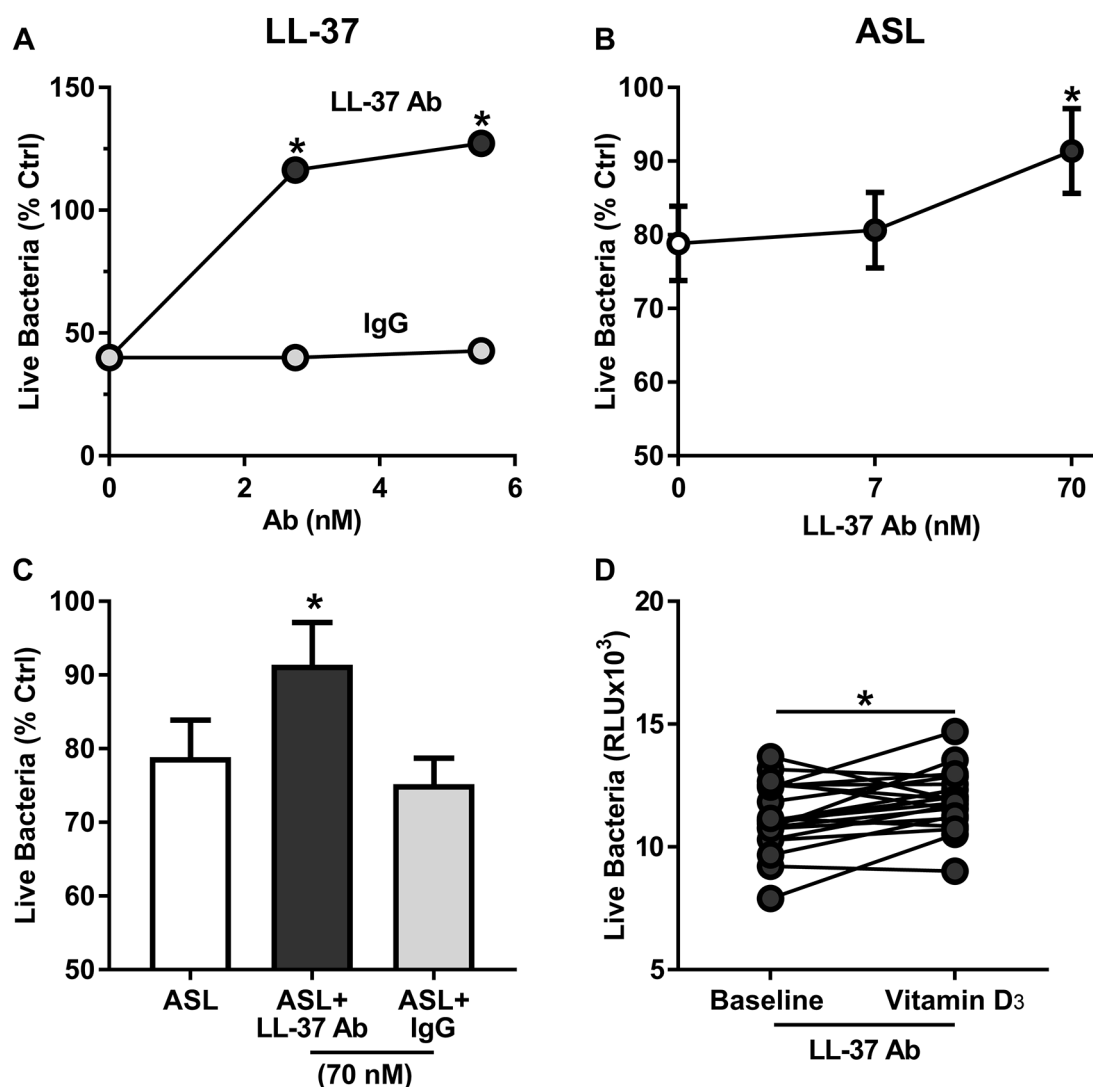 A
LL-37
150
100
50
0
Live Bacteria (% Ctrl)
LL-37 Ab
*
*
IgG
0 2 4 6
Ab (nM)
B
ASL
100
90
80
70
60
50
Live Bacteria (% Ctrl)
*
0 7 70
LL-37 Ab (nM)
C
100
90
80
70
60
50
Live Bacteria (% Ctrl)
*
ASL
ASL+
LL-37 Ab
ASL+
IgG
(70 nM)
D
20
15
10
5
Live Bacteria (RLUx10³)
*
Baseline Vitamin D₃
LL-37 Ab